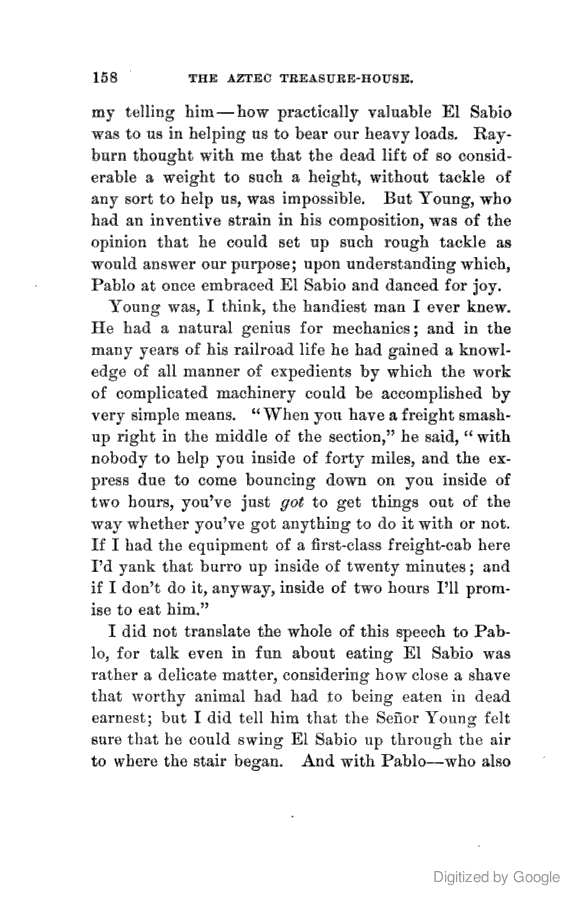 158 THE AZTEC TREASURE-HOUSE.
my telling him—how practically valuable El Sabio
was to us in helping us to bear our heavy loads. Ray-
burn thought with me that the dead lift of so consid-
erable a weight to such a height, without tackle of
any sort to help us, was impossible. But Young, who
had an inventive strain in his composition, was of the
opinion that he could set up such rough tackle as
would answer our purpose; upon understanding which,
Pablo at once embraced El Sabio and danced for joy.
Young was, I think, the handiest man I ever knew.
He had a natural genius for mechanics; and in the
many years of his railroad life he had gained a knowl-
edge of all manner of expedients by which the work
of complicated machinery could be accomplished by
very simple means. "When you have a freight smash-
up right in the middle of the section," he said, "with
nobody to help you inside of forty miles, and the ex-
press due to come bouncing down on you inside of
two hours, you've just got to get things out of the
way whether you've got anything to do it with or not.
If I had the equipment of a first-class freight-cab here
I'd yank that burro up inside of twenty minutes; and
if I don't do it, anyway, inside of two hours I'll prom-
ise to eat him."
I did not translate the whole of this speech to Pab-
lo, for talk even in fun about eating El Sabio was
rather a delicate matter, considering how close a shave
that worthy animal had had to being eaten in dead
earnest; but I did tell him that the Señor Young felt
sure that he could swing El Sabio up through the air
to where the stair began. And with Pablo—who also
Digitized by Google